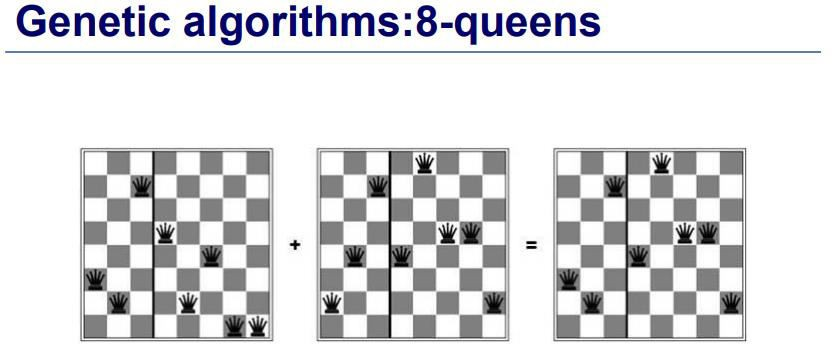 Genetic algorithms:8-queens
+ =